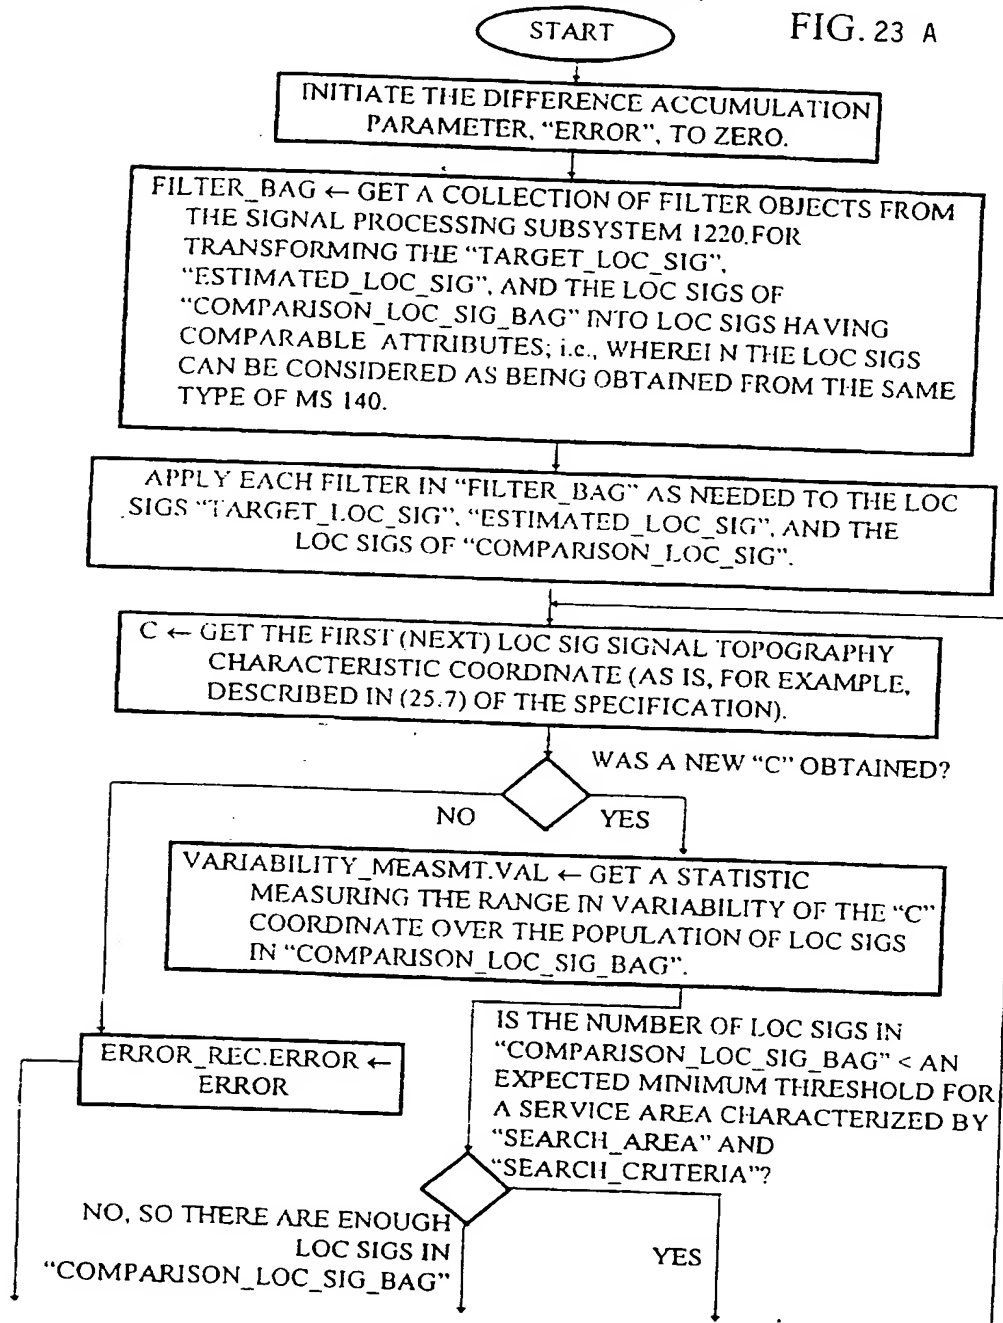 START
FIG. 23 A
INITIATE THE DIFFERENCE ACCUMULATION
PARAMETER, "ERROR", TO ZERO.
FILTER_BAG ← GET A COLLECTION OF FILTER OBJECTS FROM
THE SIGNAL PROCESSING SUBSYSTEM 1220.FOR
TRANSFORMING THE "TARGET_LOC_SIG",
"ESTIMATED_LOC_SIG", AND THE LOC SIGS OF
"COMPARISON_LOC_SIG_BAG" INTO LOC SIGS HAVING
COMPARABLE ATTRIBUTES; i.e., WHEREI N THE LOC SIGS
CAN BE CONSIDERED AS BEING OBTAINED FROM THE SAME
TYPE OF MS 140.
APPLY EACH FILTER IN "FILTER_BAG" AS NEEDED TO THE LOC
SIGS "TARGET_LOC_SIG", "ESTIMATED_LOC_SIG", AND THE
LOC SIGS OF "COMPARISON_LOC_SIG".
C ← GET THE FIRST (NEXT) LOC SIG SIGNAL TOPOGRAPHY
CHARACTERISTIC COORDINATE (AS IS, FOR EXAMPLE,
DESCRIBED IN (25.7) OF THE SPECIFICATION).
WAS A NEW "C" OBTAINED?
NO
YES
VARIABILITY_MEASMT.VAL ← GET A STATISTIC
MEASURING THE RANGE IN VARIABILITY OF THE "C"
COORDINATE OVER THE POPULATION OF LOC SIGS
IN "COMPARISON_LOC_SIG_BAG".
ERROR_REC.ERROR ←
ERROR
IS THE NUMBER OF LOC SIGS IN
"COMPARISON_LOC_SIG_BAG" < AN
EXPECTED MINIMUM THRESHOLD FOR
A SERVICE AREA CHARACTERIZED BY
"SEARCH_AREA" AND
"SEARCH_CRITERIA"?
NO, SO THERE ARE ENOUGH
LOC SIGS IN
"COMPARISON_LOC_SIG_BAG"
YES